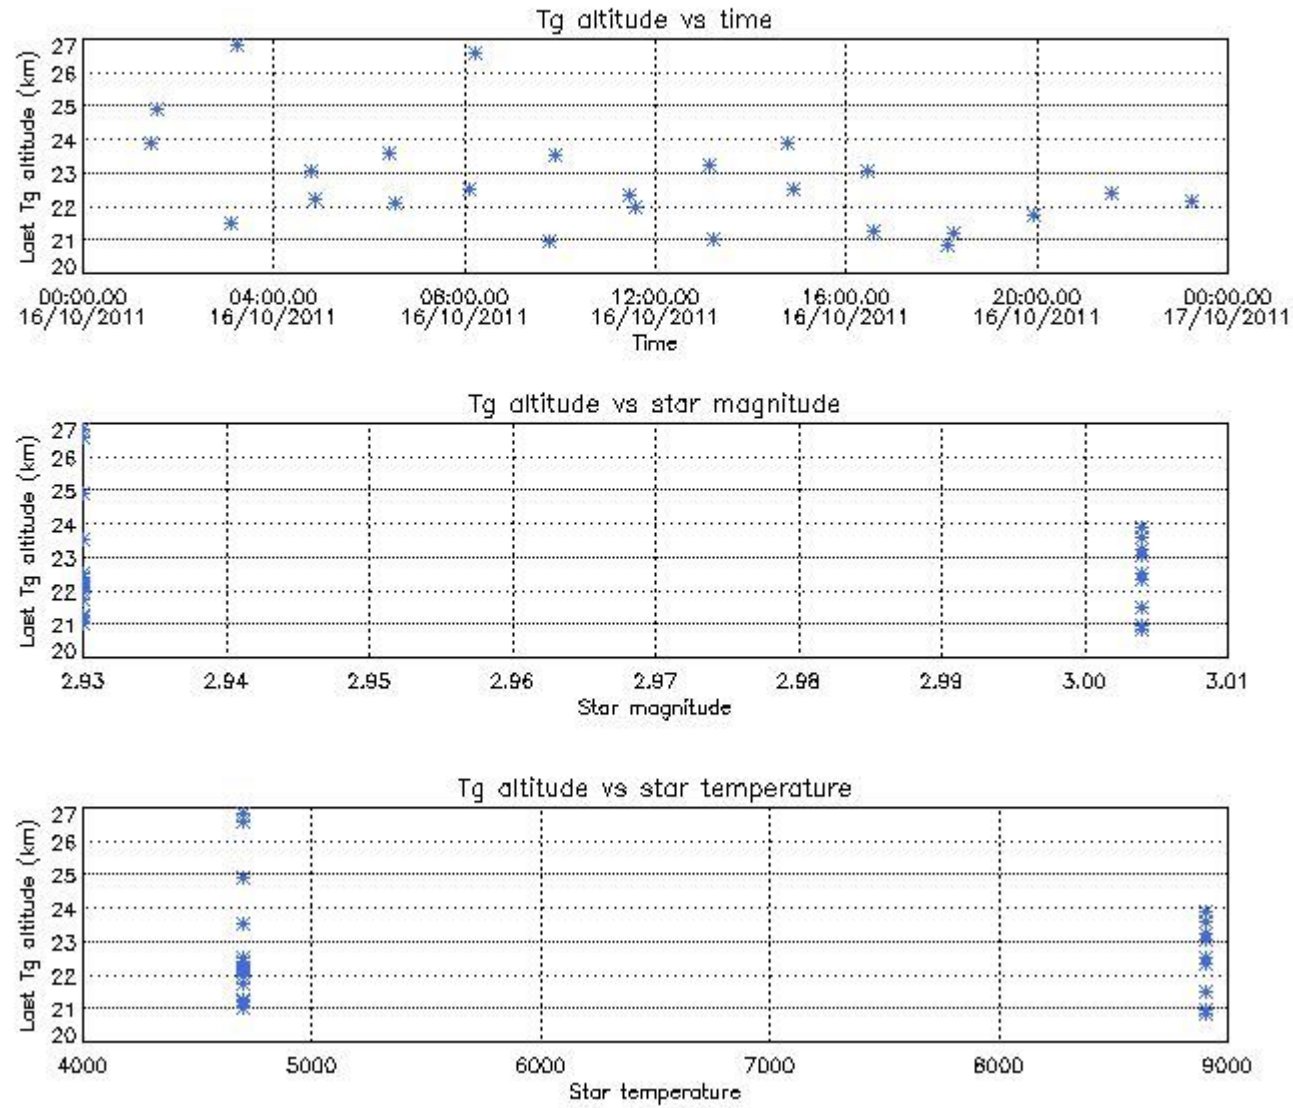 Tg altitude vs time
Last Tg altitude (km)
27
26
25
24
23
22
21
20
00:00.00 04:00.00 08:00.00 12:00.00 16:00.00 20:00.00 00:00.00
16/10/2011 16/10/2011 16/10/2011 16/10/2011 16/10/2011 16/10/2011 17/10/2011
Time
Tg altitude vs star magnitude
Last Tg altitude (km)
27
26
25
24
23
22
21
20
2.93 2.94 2.95 2.96 2.97 2.98 2.99 3.00 3.01
Star magnitude
Tg altitude vs star temperature
Last Tg altitude (km)
27
26
25
24
23
22
21
20
4000 5000 6000 7000 8000 9000
Star temperature